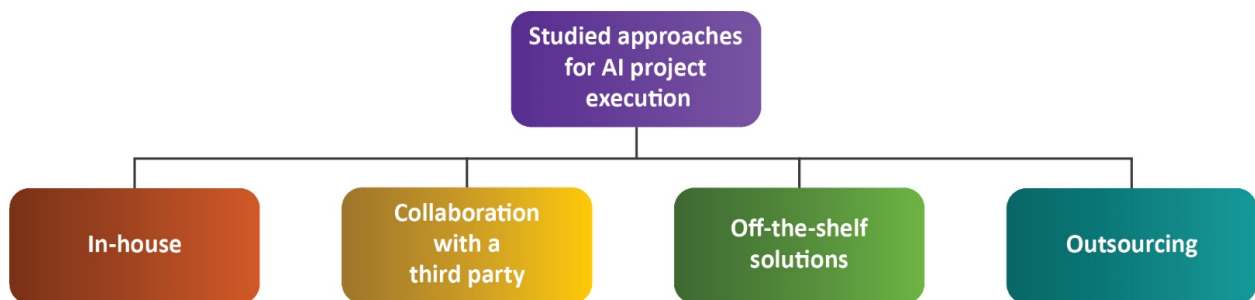 Studied approaches
for AI project
execution
In-house
Collaboration
with a
third party
Off-the-shelf
solutions
Outsourcing